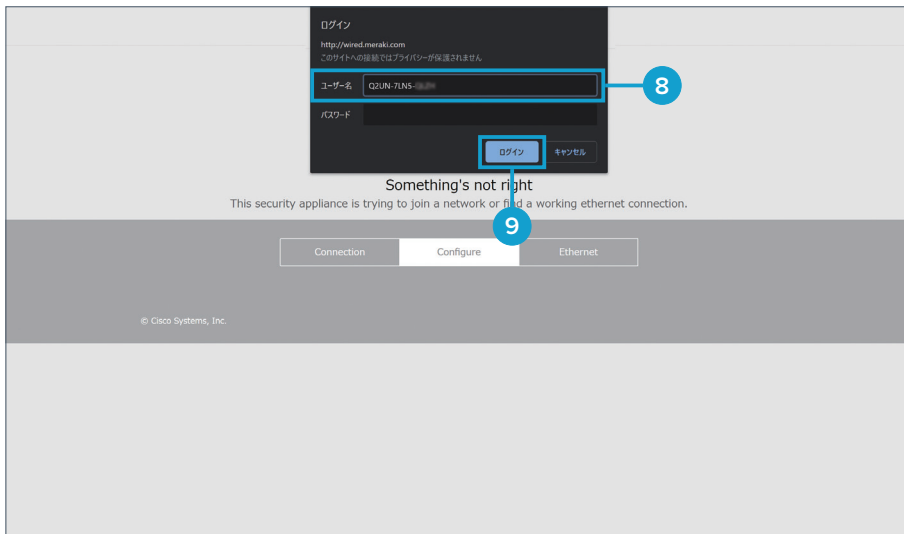 ログイン
http://wired.meraki.com
このサイトへの接続ではプライバシーが保護されません
ユーザー名 Q2UN-7LN5-
8
パスワード
ログイン キャンセル
Something's not right
This security appliance is trying to join a network or find a working ethernet connection.
9
Connection Configure Ethernet
© Cisco Systems, Inc.